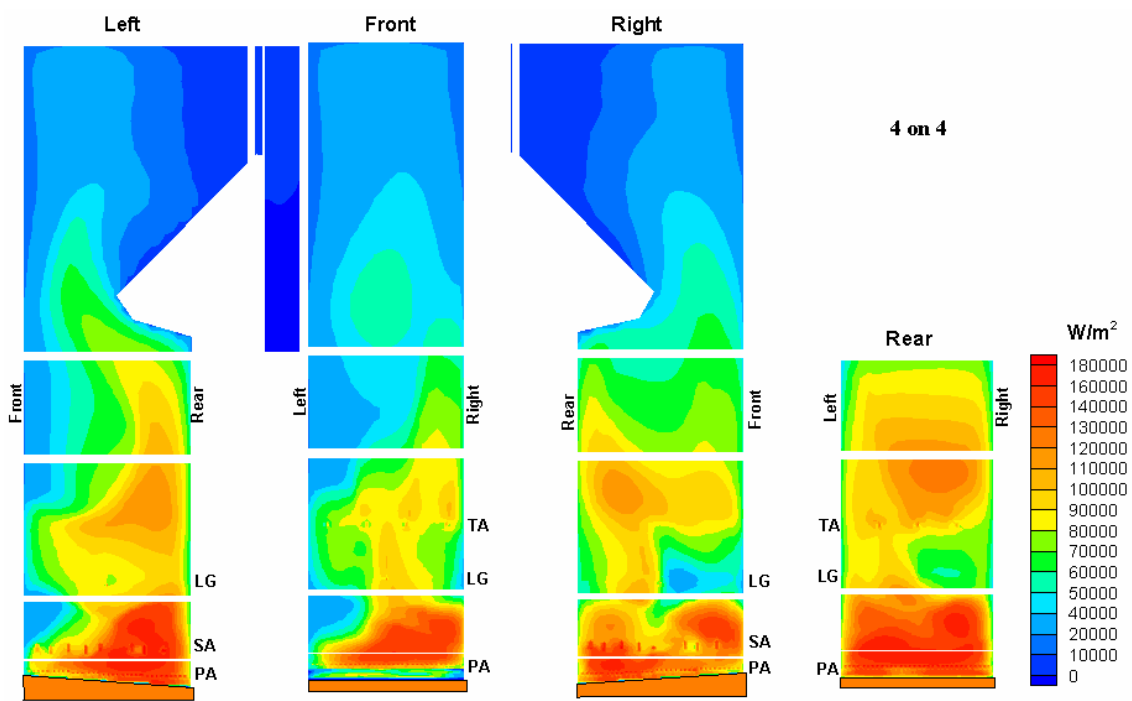 Left
Front
Right
4 on 4
Rear
W/m²
180000
160000
140000
130000
120000
110000
100000
90000
80000
70000
60000
50000
40000
30000
20000
10000
0
Front
Rear
Left
Right
Rear
Front
Left
Right
TA
LG
SA
PA
TA
LG
SA
PA
LG
PA